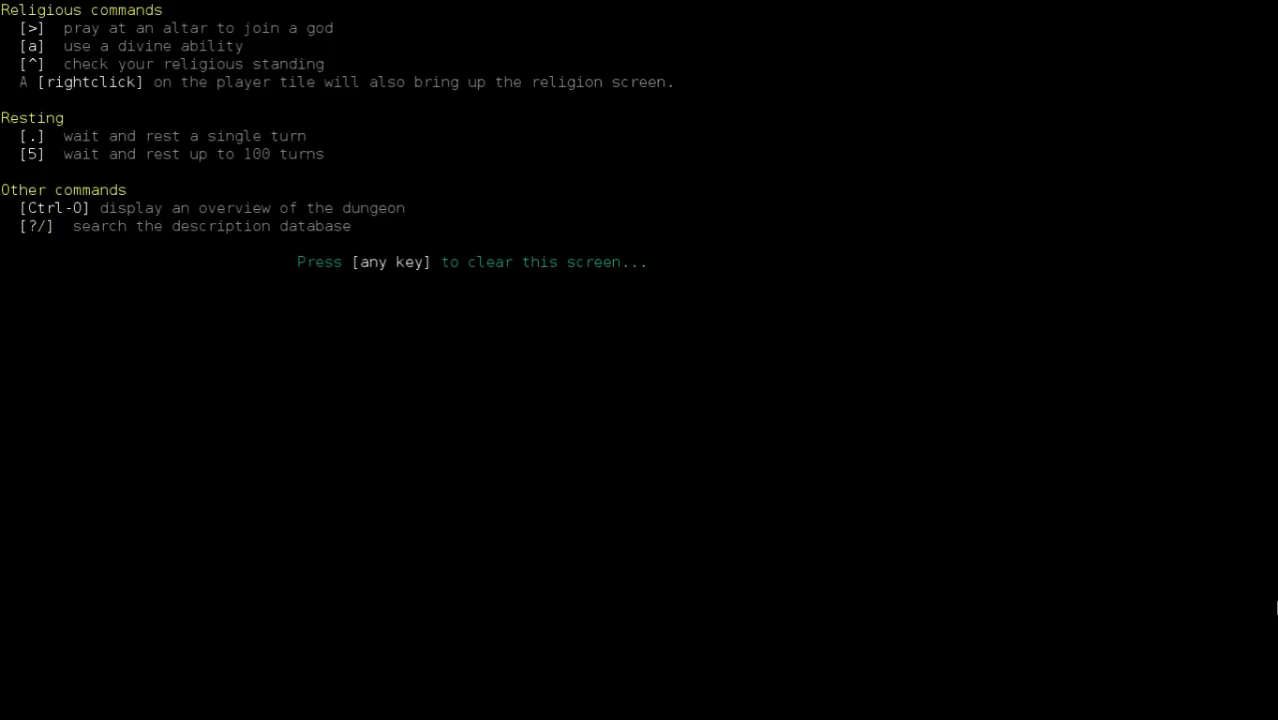 Religious commands
[>] pray at an altar to join a god
[a] use a divine ability
[^] check your religious standing
A [rightclick] on the player tile will also bring up the religion screen.
Resting
[.] wait and rest a single turn
[5] wait and rest up to 100 turns
Other commands
[Ctrl-O] display an overview of the dungeon
[?/] search the description database
Press [any key] to clear this screen...